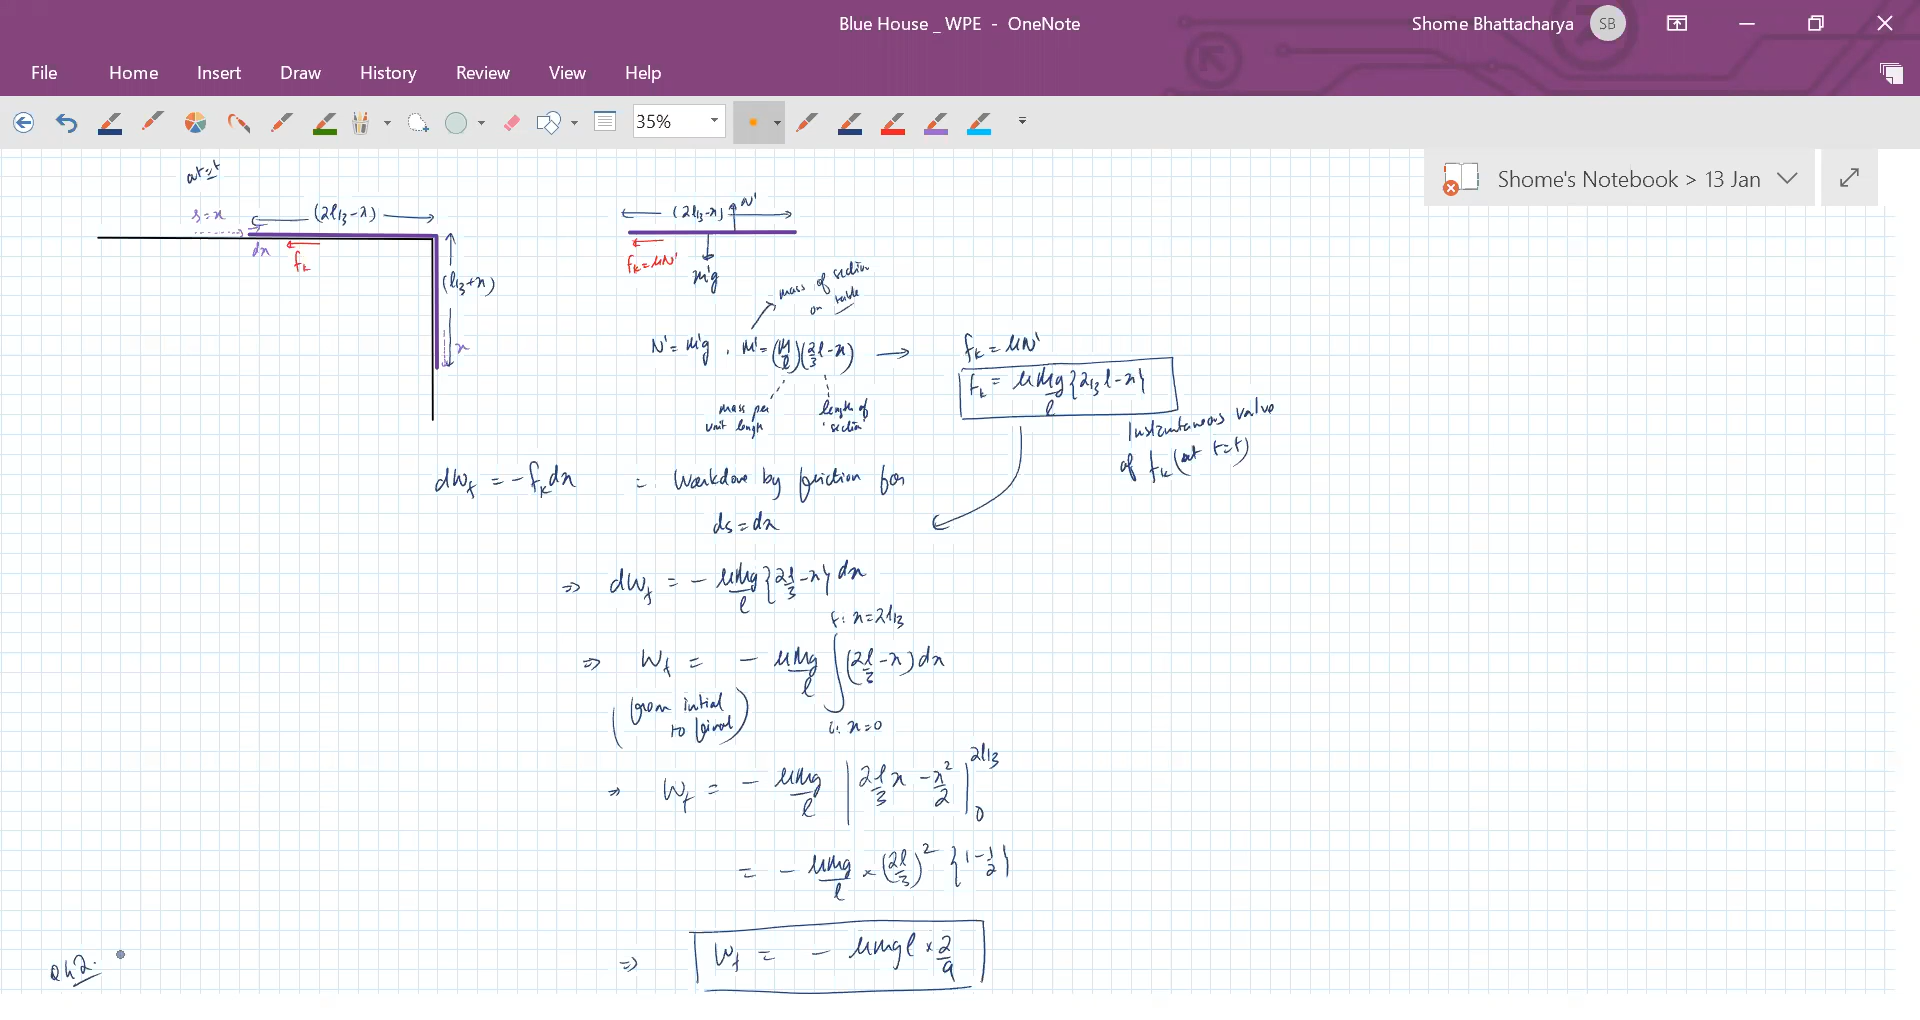 Blue House _ WPE - OneNote
Shome Bhattacharya SB
File Home Insert Draw History Review View Help
35%
Shome's Notebook > 13 Jan
at t=t
s=x
(2l/3-x)
dx
fk
(l/3+x)
x
(2l/3-x)
N'
fk=μN'
m'g
mass of section
on table
N'=m'g , M'=(M/l)(2/3 l-x) →
mass per
unit length
length of
'section'
fk=μN'
fk = μMg/l {2/3 l-x}
Instantaneous value
of fk (at t=t)
dWf = -fk dx = Workdone by friction for
ds=dx
⇒ dWf = - μMg/l {2l/3-x} dx
f: x=2l/3
⇒ Wf = - μMg/l ∫ (2l/3-x) dx
(from initial
to final)
i: x=0
⇒ Wf = - μMg/l | 2l/3 x - x²/2 | 2l/3
0
= - μMg/l × (2l/3)² {1-1/2}
⇒ Wf = - μmgl × 2/9
Qn2.